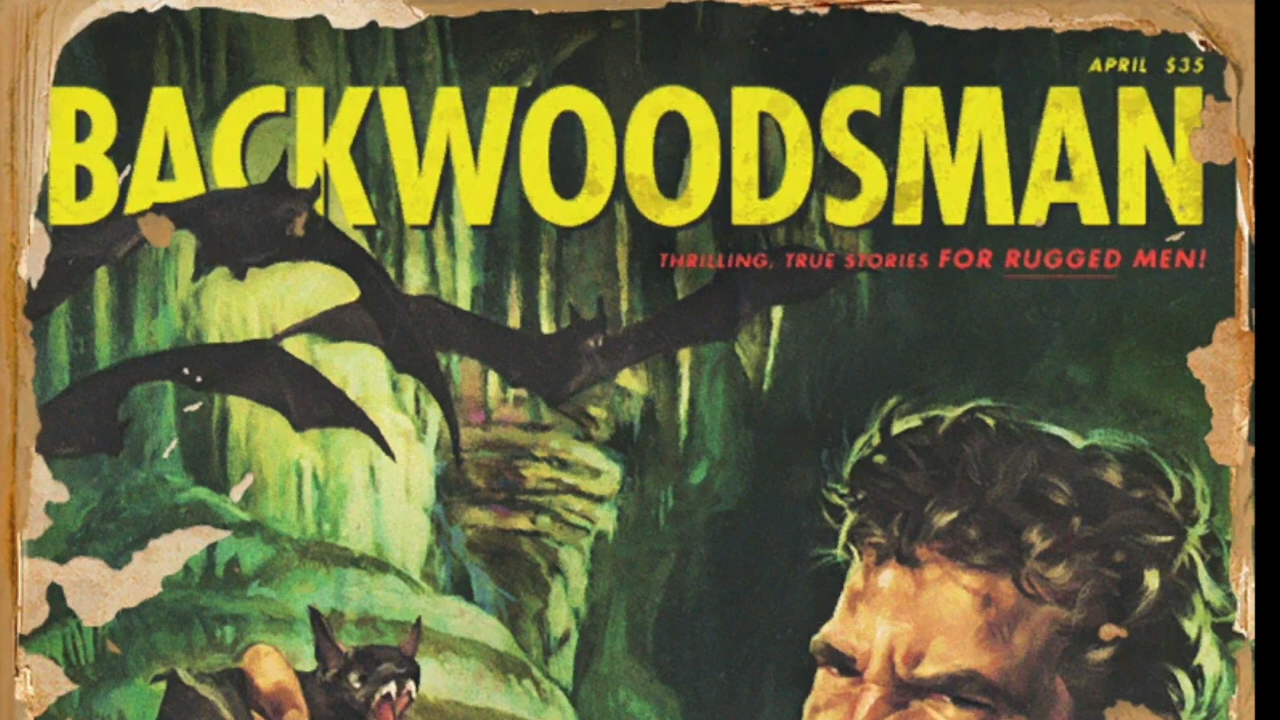 APRIL $35
BACKWOODSMAN
THRILLING, TRUE STORIES FOR RUGGED MEN!